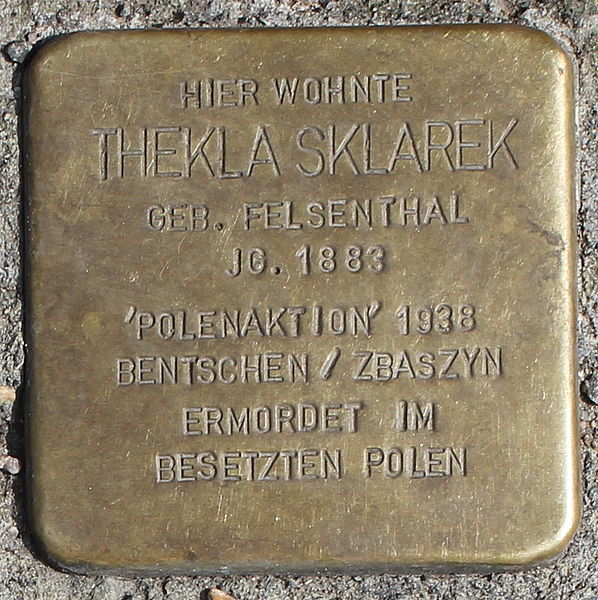 HIER WOHNTE
THEKLA SKLAREK
GEB. FELSENTHAL
JG. 1883
'POLENAKTION' 1938
BENTSCHEN / ZBASZYN
ERMORDET IM
BESETZTEN POLEN